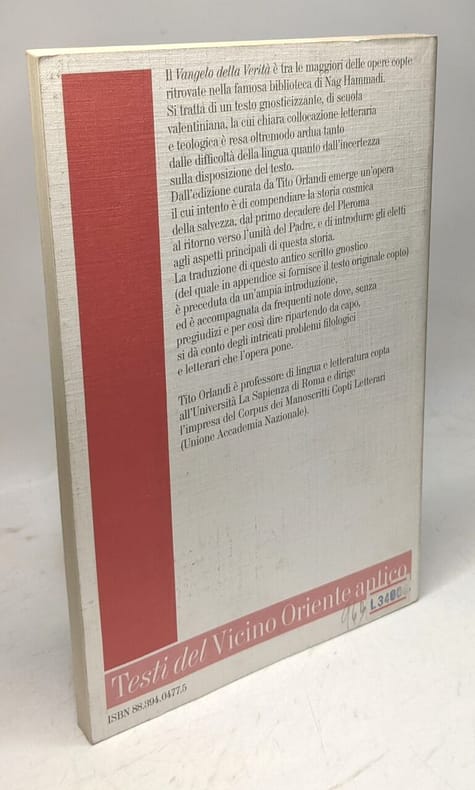 Il Vangelo della Verità è tra le maggiori delle opere copte
ritrovate nella famosa biblioteca di Nag Hammadi.
Si tratta di un testo gnosticizzante, di scuola
valentiniana, la cui chiara collocazione letteraria
e teologica è resa oltremodo ardua tanto
dalle difficoltà della lingua quanto dall'incertezza
sulla disposizione del testo.
Dall'edizione curata da Tito Orlandi emerge un'opera
il cui intento è di compendiare la storia cosmica
della salvezza, dal primo decadere del Pleroma
al ritorno verso l'unità del Padre, e di introdurre gli eletti
agli aspetti principali di questa storia.
La traduzione di questo antico scritto gnostico
(del quale in appendice si fornisce il testo originale copto)
è preceduta da un'ampia introduzione,
ed è accompagnata da frequenti note dove, senza
pregiudizi e per così dire ripartendo da capo,
si dà conto degli intricati problemi filologici
e letterari che l'opera pone.
Tito Orlandi è professore di lingua e letteratura copta
all'Università La Sapienza di Roma e dirige
l'impresa del Corpus dei Manoscritti Copti Letterari
(Unione Accademia Nazionale).
Testi del Vicino Oriente antico
ISBN 88.394.0477.5